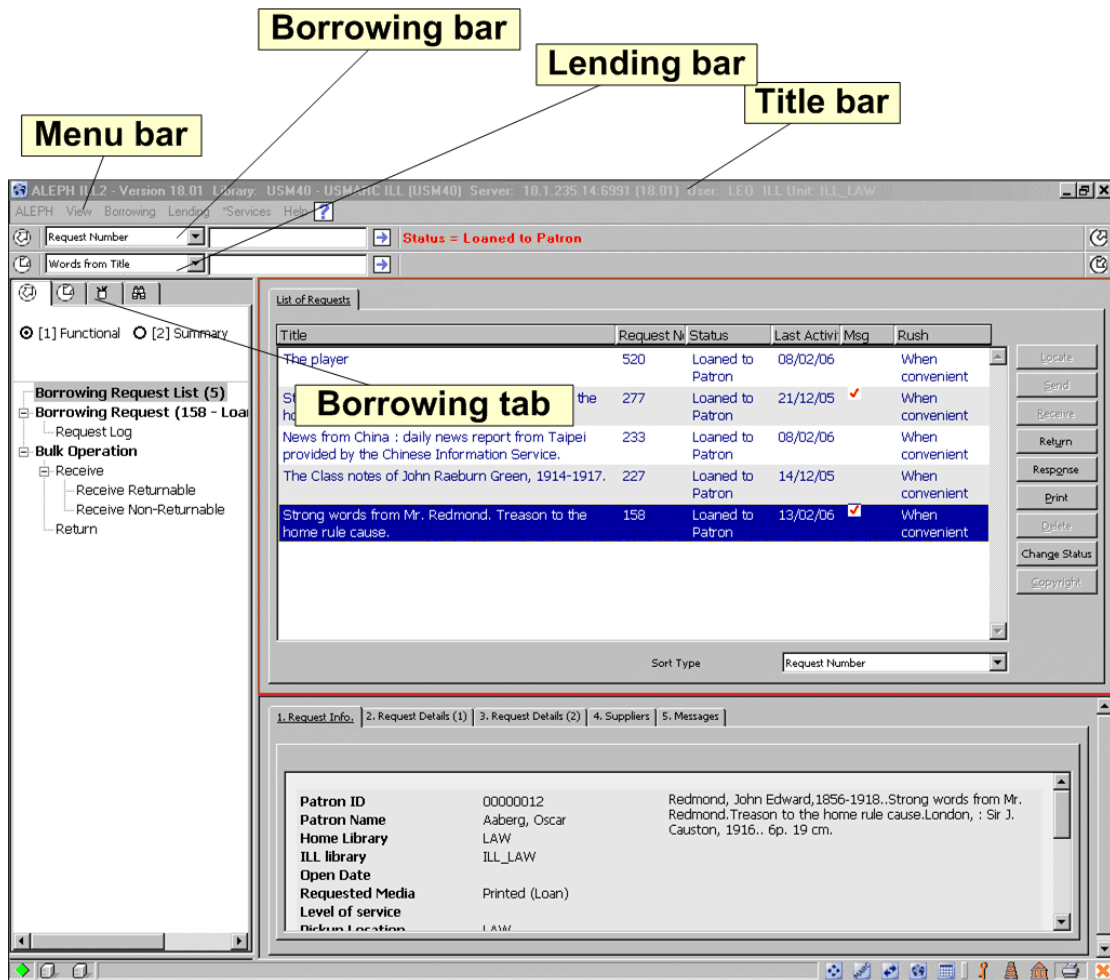 Borrowing bar
Lending bar
Title bar
Menu bar
ALEPH ILL2 - Version 18.01 Library: USM40 - USMARC ILL (USM40) Server: 10.1.235.14:6991 (18.01) User: LEO ILL Unit: ILL_LAW
ALEPH View Borrowing Lending *Services Help ?
Request Number
Status = Loaned to Patron
Words from Title
[1] Functional [2] Summary
Borrowing Request List (5)
Borrowing Request (158 - Loar
Request Log
Bulk Operation
Receive
Receive Returnable
Receive Non-Returnable
Return
Borrowing tab
List of Requests
Title Request N Status Last Activi Msg Rush
The player 520 Loaned to 08/02/06 When
Patron convenient
St the 277 Loaned to 21/12/05 When
ho Patron convenient
News from China : daily news report from Taipei 233 Loaned to 08/02/06 When
provided by the Chinese Information Service. Patron convenient
The Class notes of John Raeburn Green, 1914-1917. 227 Loaned to 14/12/05 When
Patron convenient
Strong words from Mr. Redmond. Treason to the 158 Loaned to 13/02/06 When
home rule cause. Patron convenient
Locate
Send
Receive
Return
Response
Print
Delete
Change Status
Copyright
Sort Type Request Number
1. Request Info. 2. Request Details (1) 3. Request Details (2) 4. Suppliers 5. Messages
Patron ID 00000012
Patron Name Aaberg, Oscar
Home Library LAW
ILL library ILL_LAW
Open Date
Requested Media Printed (Loan)
Level of service
Pickup Location LAW
Redmond, John Edward,1856-1918..Strong words from Mr.
Redmond.Treason to the home rule cause.London, : Sir J.
Causton, 1916.. 6p. 19 cm.